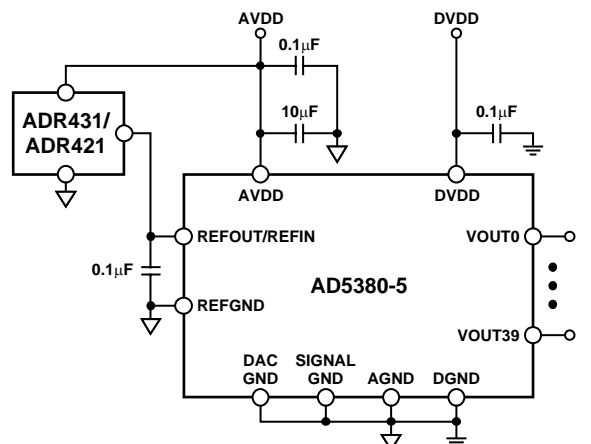 AVDD
DVDD
0.1μF
ADR431/
ADR421
10μF
0.1μF
AVDD
DVDD
REFOUT/REFIN
VOUT0
0.1μF
AD5380-5
REFGND
VOUT39
DAC
GND
SIGNAL
GND
AGND
DGND